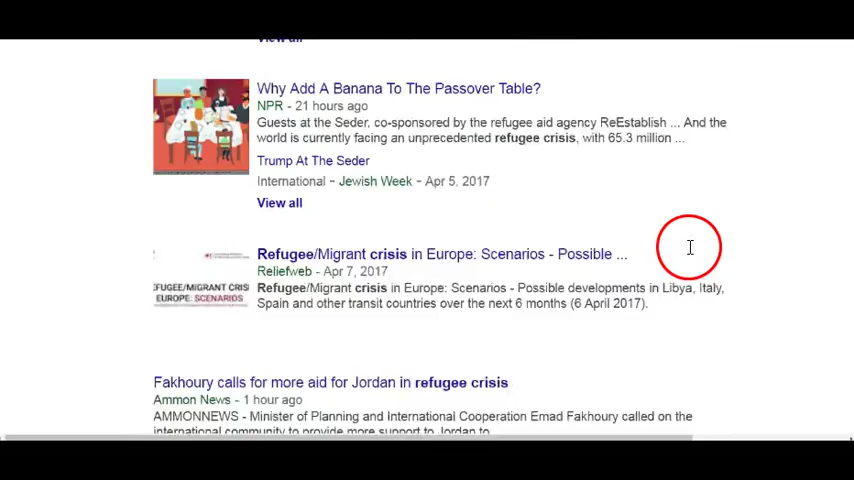 View all
Why Add A Banana To The Passover Table?
NPR - 21 hours ago
Guests at the Seder, co-sponsored by the refugee aid agency ReEstablish ... And the
world is currently facing an unprecedented refugee crisis, with 65.3 million ...
Trump At The Seder
International - Jewish Week - Apr 5, 2017
View all
Refugee/Migrant crisis in Europe: Scenarios - Possible ...
Reliefweb - Apr 7, 2017
EFUGEE/MIGRANT CRIS
EUROPE: SCENARIOS
Refugee/Migrant crisis in Europe: Scenarios - Possible developments in Libya, Italy,
Spain and other transit countries over the next 6 months (6 April 2017).
Fakhoury calls for more aid for Jordan in refugee crisis
Ammon News - 1 hour ago
AMMONNEWS - Minister of Planning and International Cooperation Emad Fakhoury called on the
international community to provide more support to Jordan to